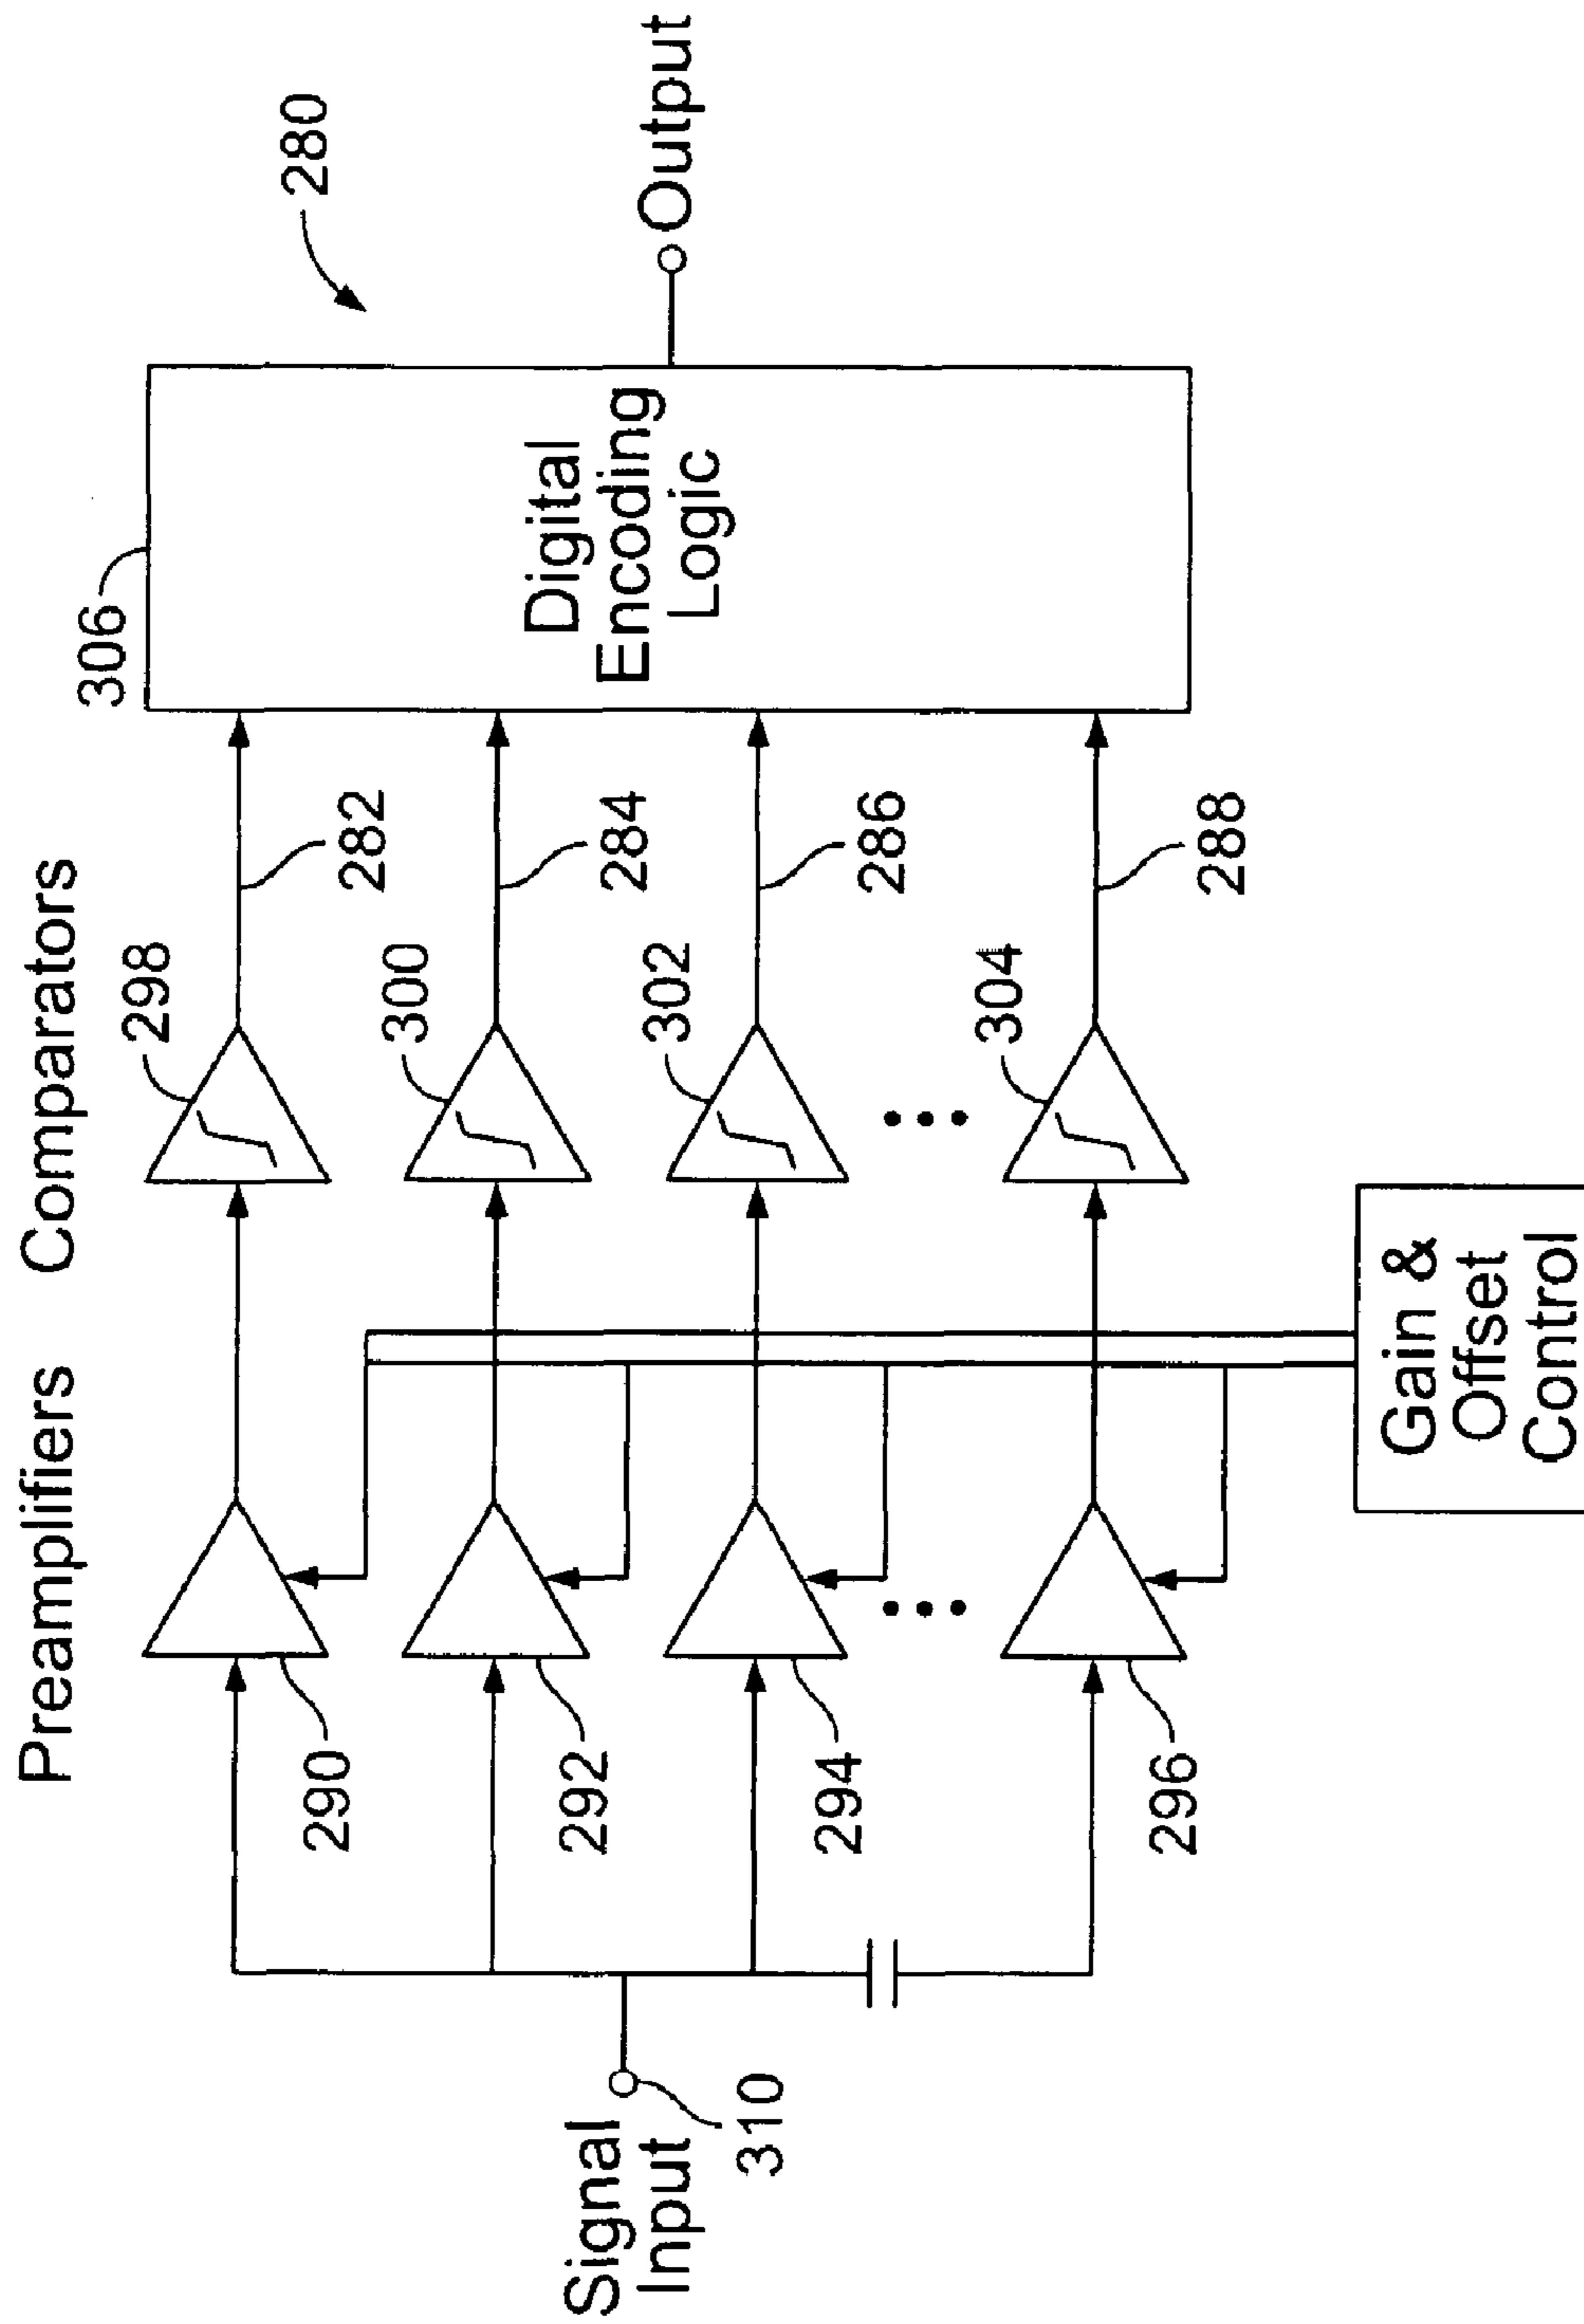 Preamplifiers
Comparators
298
300
302
304
306
280
282
284
286
288
290
292
294
296
Signal
Input
310
Digital
Encoding
Logic
Output
Gain &
Offset
Control